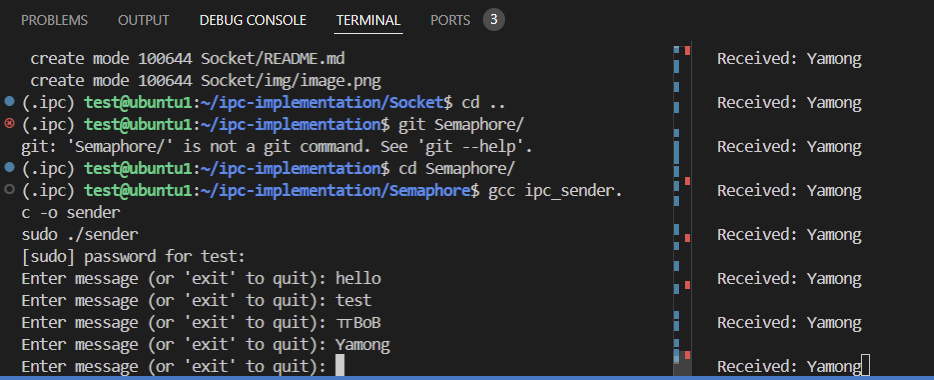 PROBLEMS OUTPUT DEBUG CONSOLE TERMINAL PORTS 3
create mode 100644 Socket/README.md
create mode 100644 Socket/img/image.png
(.ipc) test@ubuntu1:~/ipc-implementation/Socket$ cd ..
(.ipc) test@ubuntu1:~/ipc-implementation$ git Semaphore/
git: 'Semaphore/' is not a git command. See 'git --help'.
(.ipc) test@ubuntu1:~/ipc-implementation$ cd Semaphore/
(.ipc) test@ubuntu1:~/ipc-implementation/Semaphore$ gcc ipc_sender.
c -o sender
sudo ./sender
[sudo] password for test:
Enter message (or 'exit' to quit): hello
Enter message (or 'exit' to quit): test
Enter message (or 'exit' to quit): ㅠBoB
Enter message (or 'exit' to quit): Yamong
Enter message (or 'exit' to quit):
Received: Yamong
Received: Yamong
Received: Yamong
Received: Yamong
Received: Yamong
Received: Yamong
Received: Yamong
Received: Yamong